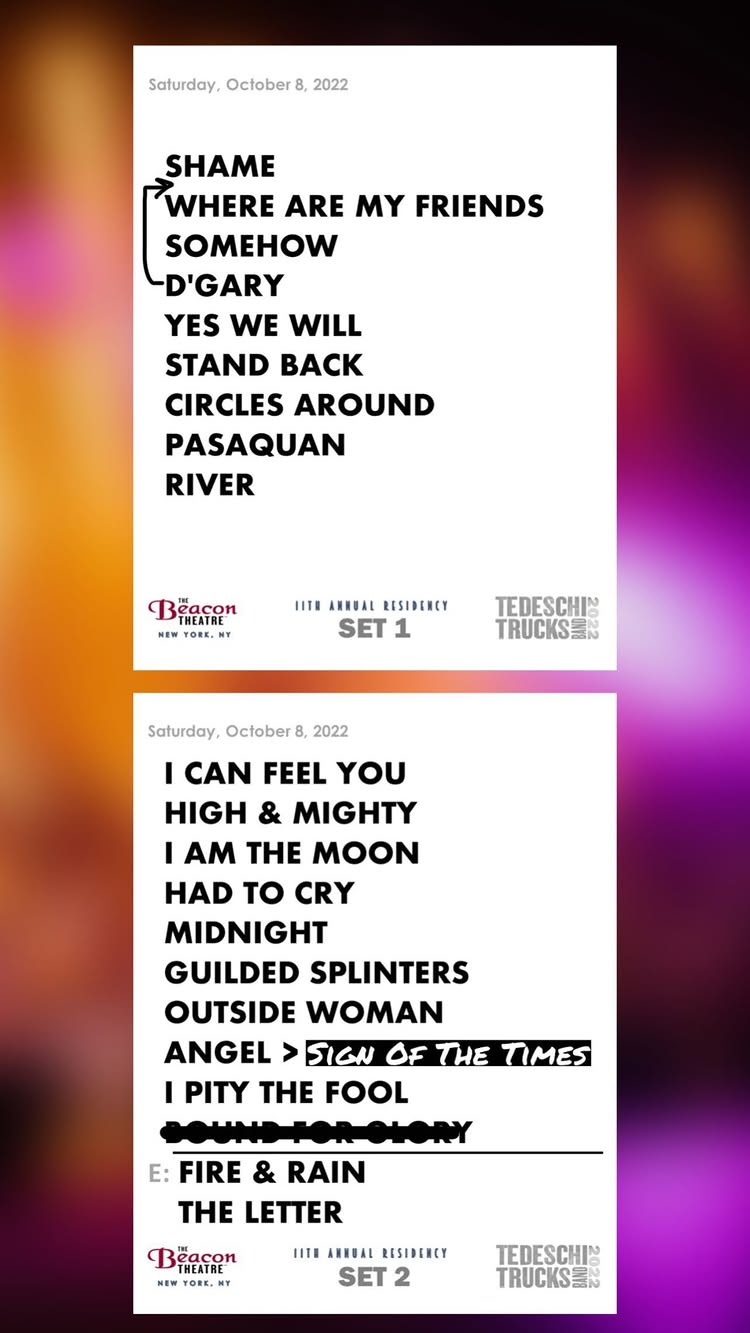 Saturday, October 8, 2022
SHAME
WHERE ARE MY FRIENDS
SOMEHOW
D'GARY
YES WE WILL
STAND BACK
CIRCLES AROUND
PASAQUAN
RIVER
THE
Beacon
THEATRE
NEW YORK, NY
11TH ANNUAL RESIDENCY
SET 1
TEDESCHI
TRUCKS BAND 2022
Saturday, October 8, 2022
I CAN FEEL YOU
HIGH & MIGHTY
I AM THE MOON
HAD TO CRY
MIDNIGHT
GUILDED SPLINTERS
OUTSIDE WOMAN
ANGEL > SIGN OF THE TIMES
I PITY THE FOOL
BOUND FOR GLORY
E: FIRE & RAIN
THE LETTER
THE
Beacon
THEATRE
NEW YORK, NY
11TH ANNUAL RESIDENCY
SET 2
TEDESCHI
TRUCKS BAND 2022